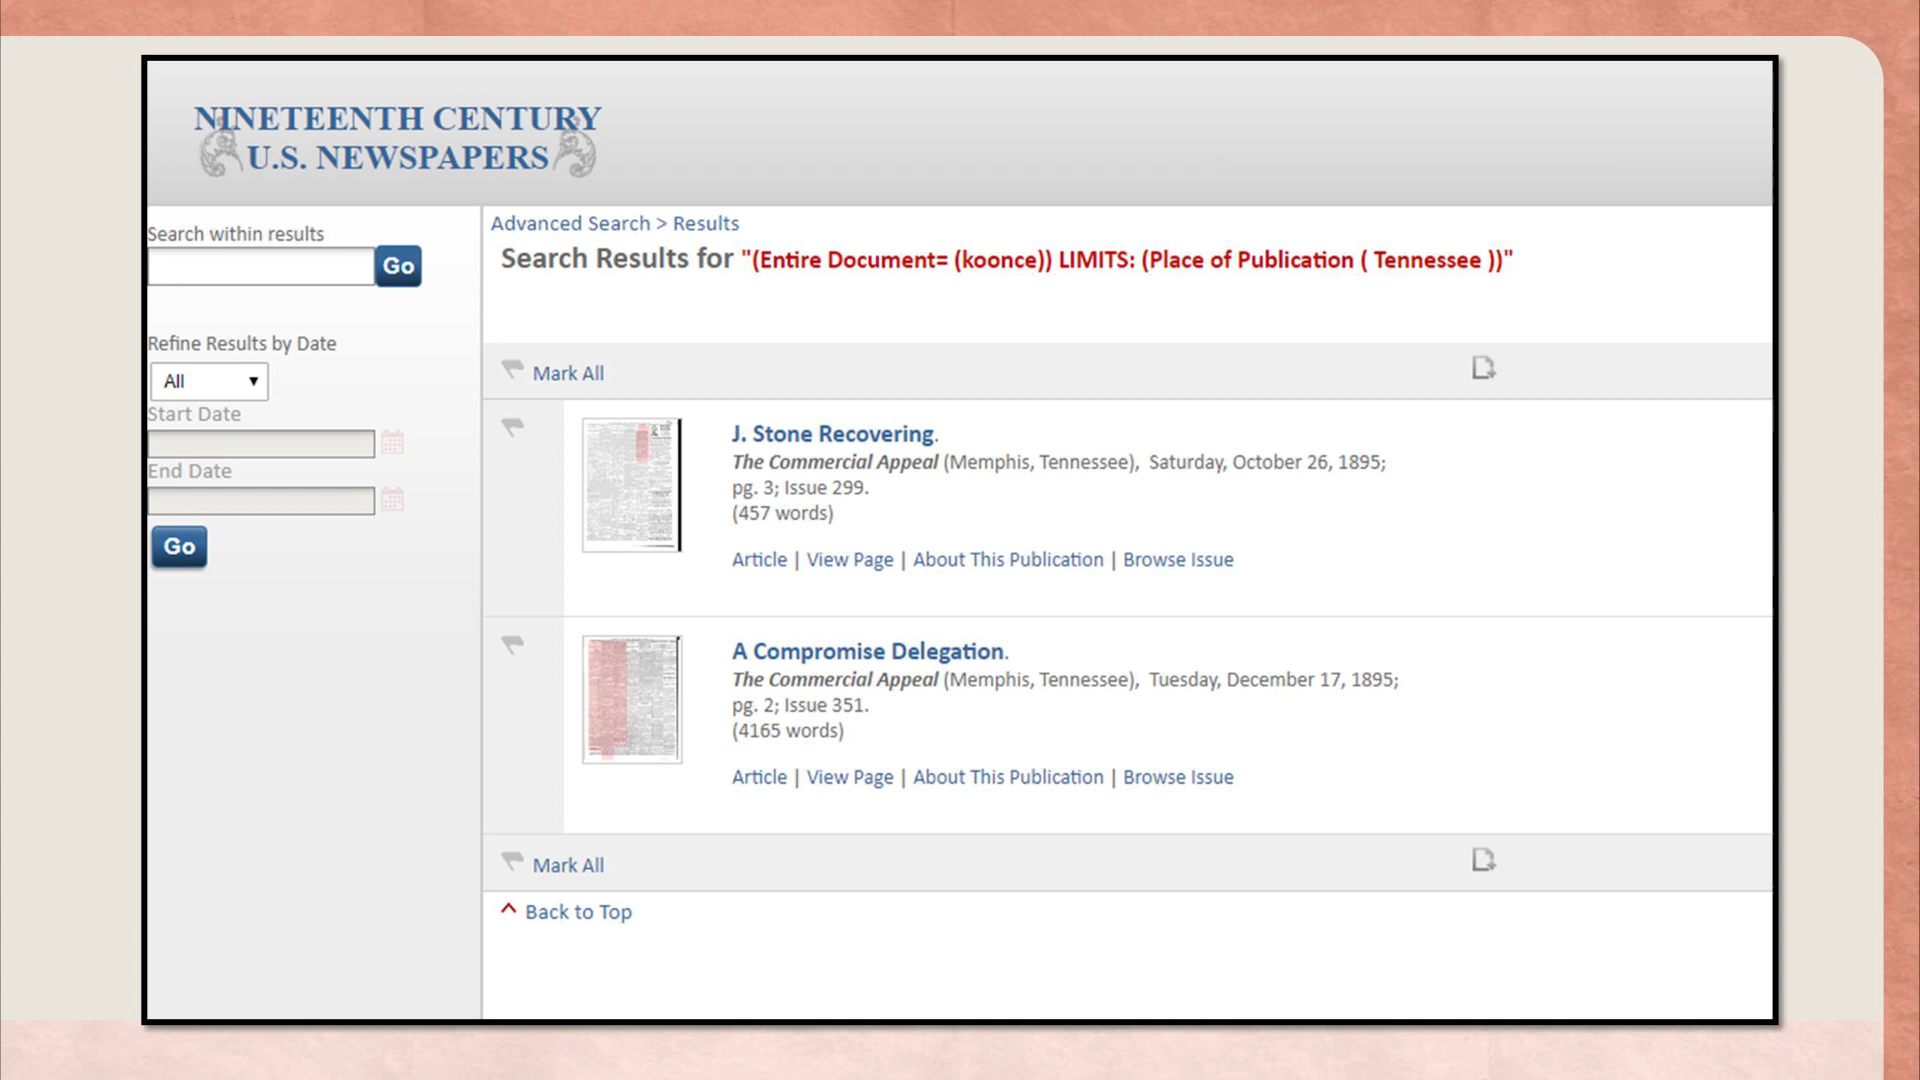 NINETEENTH CENTURY
U.S. NEWSPAPERS
Search within results
Go
Refine Results by Date
All
Start Date
End Date
Go
Advanced Search > Results
Search Results for "(Entire Document= (koonce)) LIMITS: (Place of Publication ( Tennessee ))"
Mark All
J. Stone Recovering.
The Commercial Appeal (Memphis, Tennessee), Saturday, October 26, 1895;
pg. 3; Issue 299.
(457 words)
Article | View Page | About This Publication | Browse Issue
A Compromise Delegation.
The Commercial Appeal (Memphis, Tennessee), Tuesday, December 17, 1895;
pg. 2; Issue 351.
(4165 words)
Article | View Page | About This Publication | Browse Issue
Mark All
Back to Top